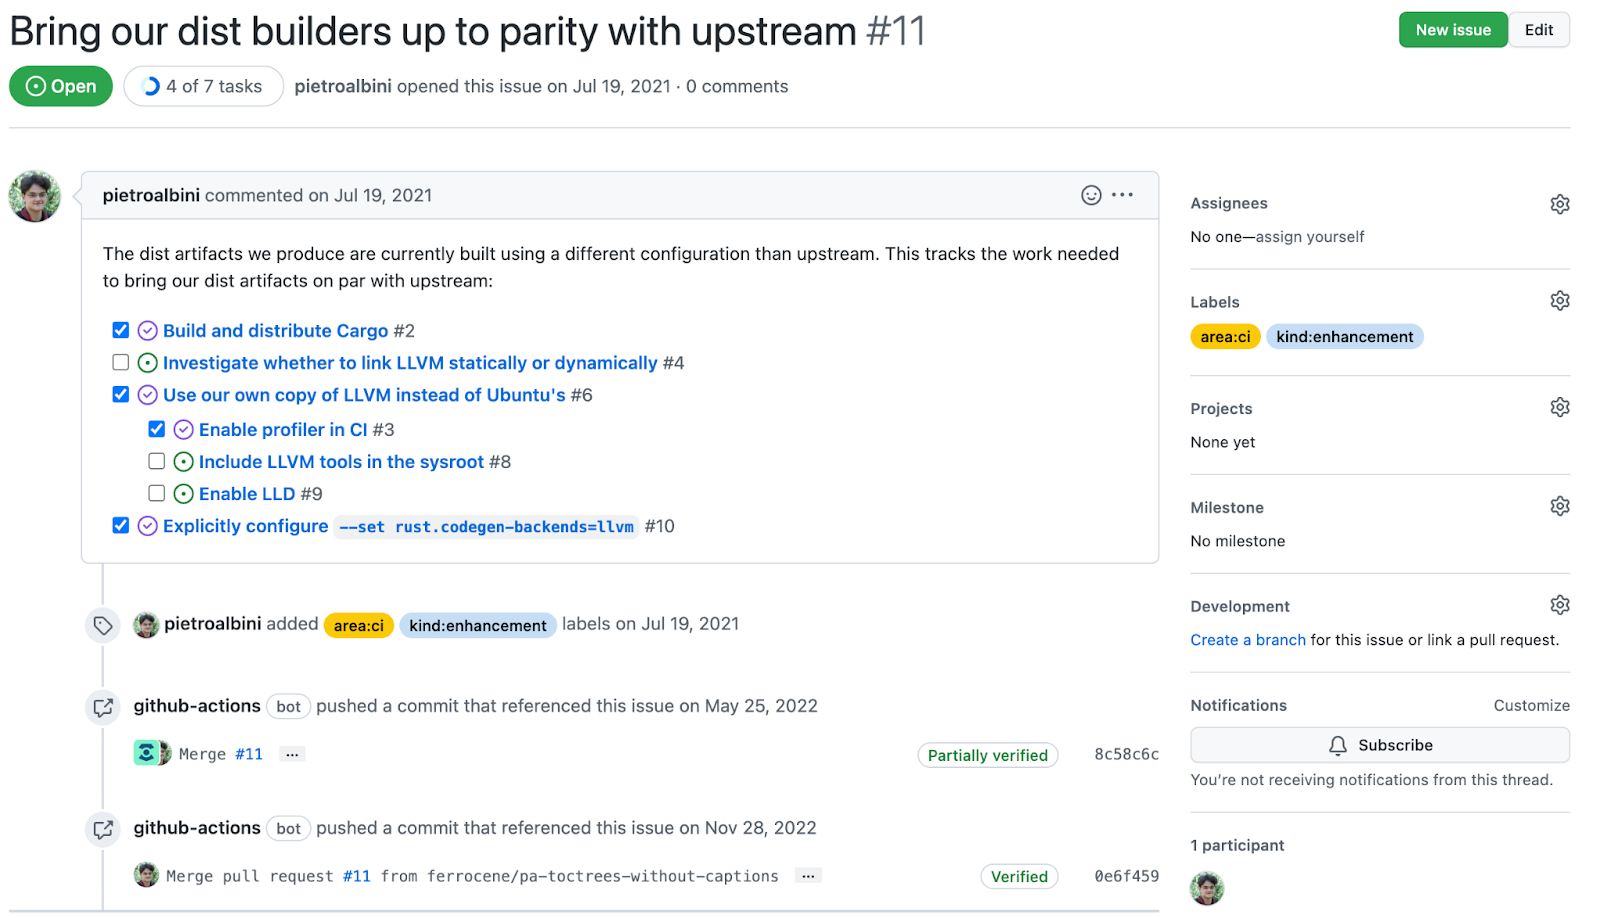 Bring our dist builders up to parity with upstream #11
New issue
Edit
Open
4 of 7 tasks
pietroalbini opened this issue on Jul 19, 2021 · 0 comments
pietroalbini commented on Jul 19, 2021
The dist artifacts we produce are currently built using a different configuration than upstream. This tracks the work needed
to bring our dist artifacts on par with upstream:
Build and distribute Cargo #2
Investigate whether to link LLVM statically or dynamically #4
Use our own copy of LLVM instead of Ubuntu's #6
Enable profiler in CI #3
Include LLVM tools in the sysroot #8
Enable LLD #9
Explicitly configure --set rust.codegen-backends=llvm #10
pietroalbini added area:ci kind:enhancement labels on Jul 19, 2021
github-actions bot pushed a commit that referenced this issue on May 25, 2022
Merge #11 ...
Partially verified
8c58c6c
github-actions bot pushed a commit that referenced this issue on Nov 28, 2022
Merge pull request #11 from ferrocene/pa-toctrees-without-captions ...
Verified
0e6f459
Assignees
No one—assign yourself
Labels
area:ci kind:enhancement
Projects
None yet
Milestone
No milestone
Development
Create a branch for this issue or link a pull request.
Notifications
Customize
Subscribe
You're not receiving notifications from this thread.
1 participant